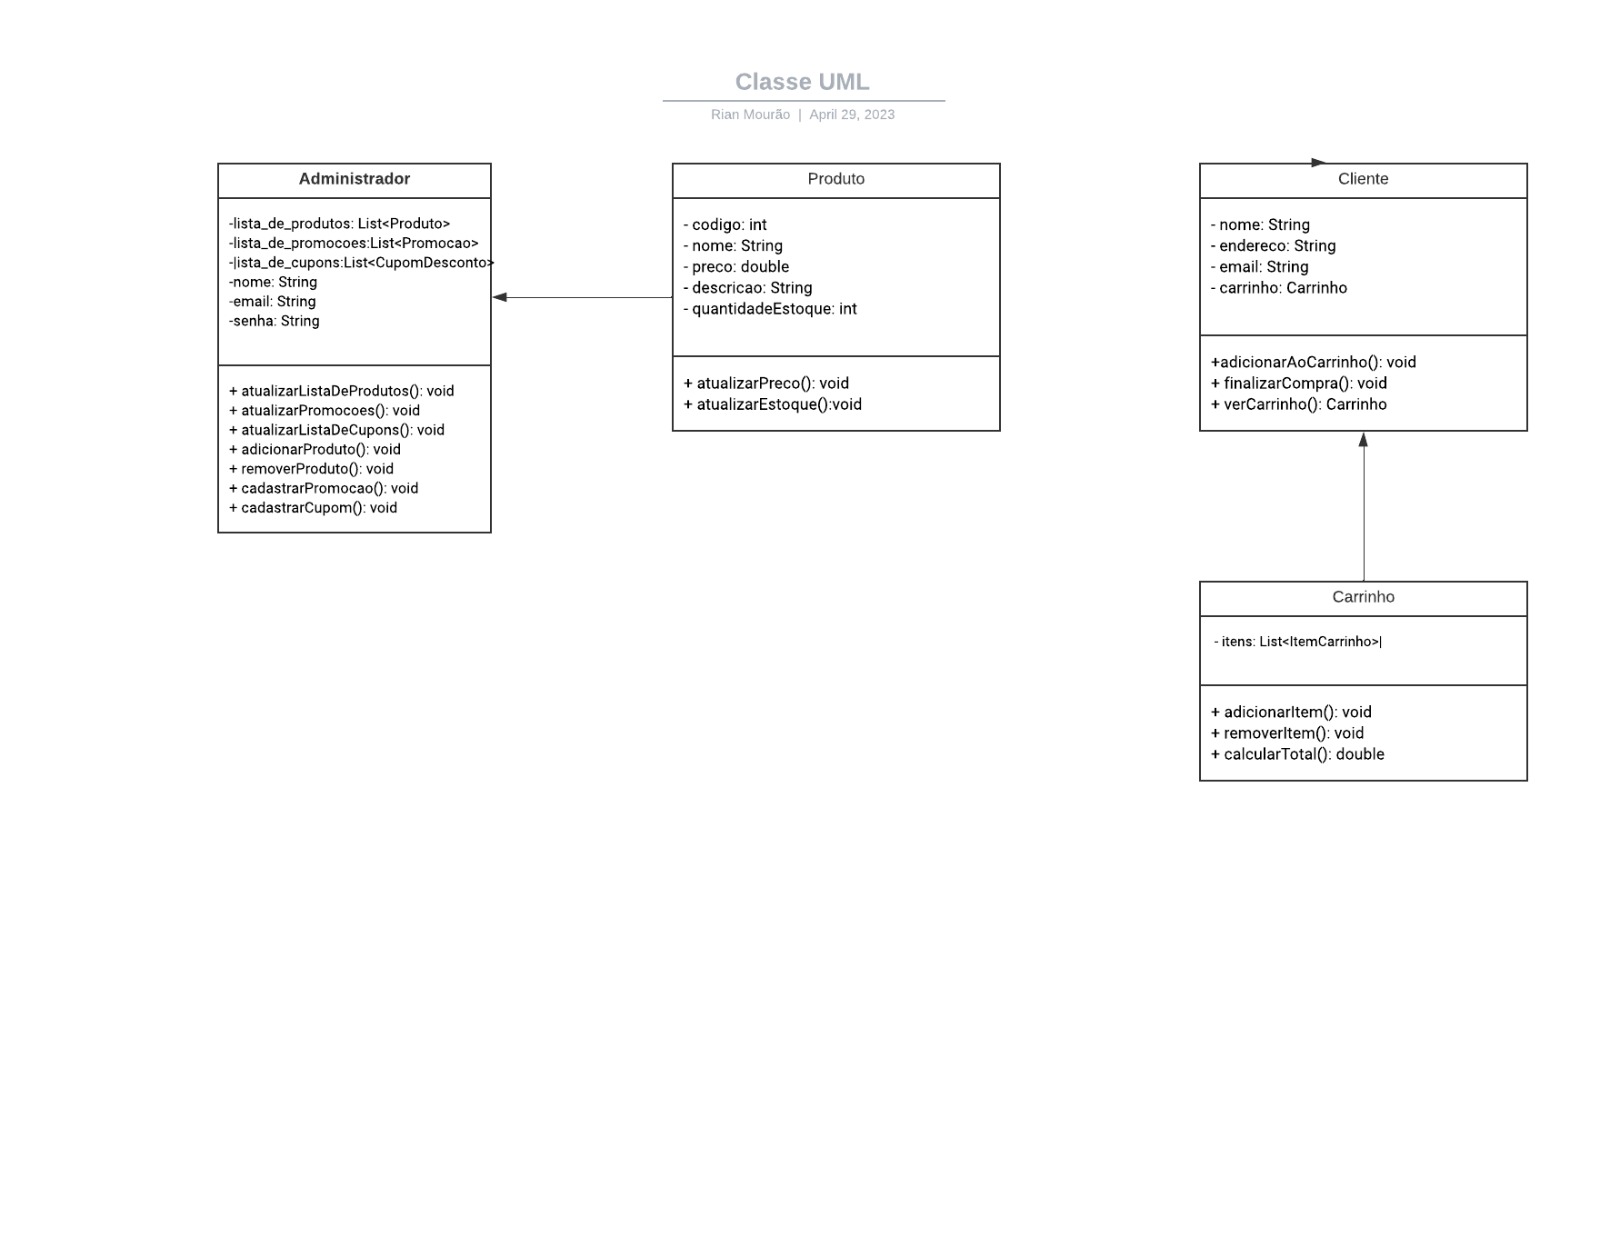 Classe UML
Rian Mourão | April 29, 2023
Administrador
-lista_de_produtos: List<Produto>
-lista_de_promocoes:List<Promocao>
-|ista_de_cupons:List<CupomDesconto>
-nome: String
-email: String
-senha: String
+ atualizarListaDeProdutos(): void
+ atualizarPromocoes(): void
+ atualizarListaDeCupons(): void
+ adicionarProduto(): void
+ removerProduto(): void
+ cadastrarPromocao(): void
+ cadastrarCupom(): void
Produto
- codigo: int
- nome: String
- preco: double
- descricao: String
- quantidadeEstoque: int
+ atualizarPreco(): void
+ atualizarEstoque():void
Cliente
- nome: String
- endereco: String
- email: String
- carrinho: Carrinho
+adicionarAoCarrinho(): void
+ finalizarCompra(): void
+ verCarrinho(): Carrinho
Carrinho
- itens: List<ItemCarrinho>|
+ adicionarItem(): void
+ removerItem(): void
+ calcularTotal(): double